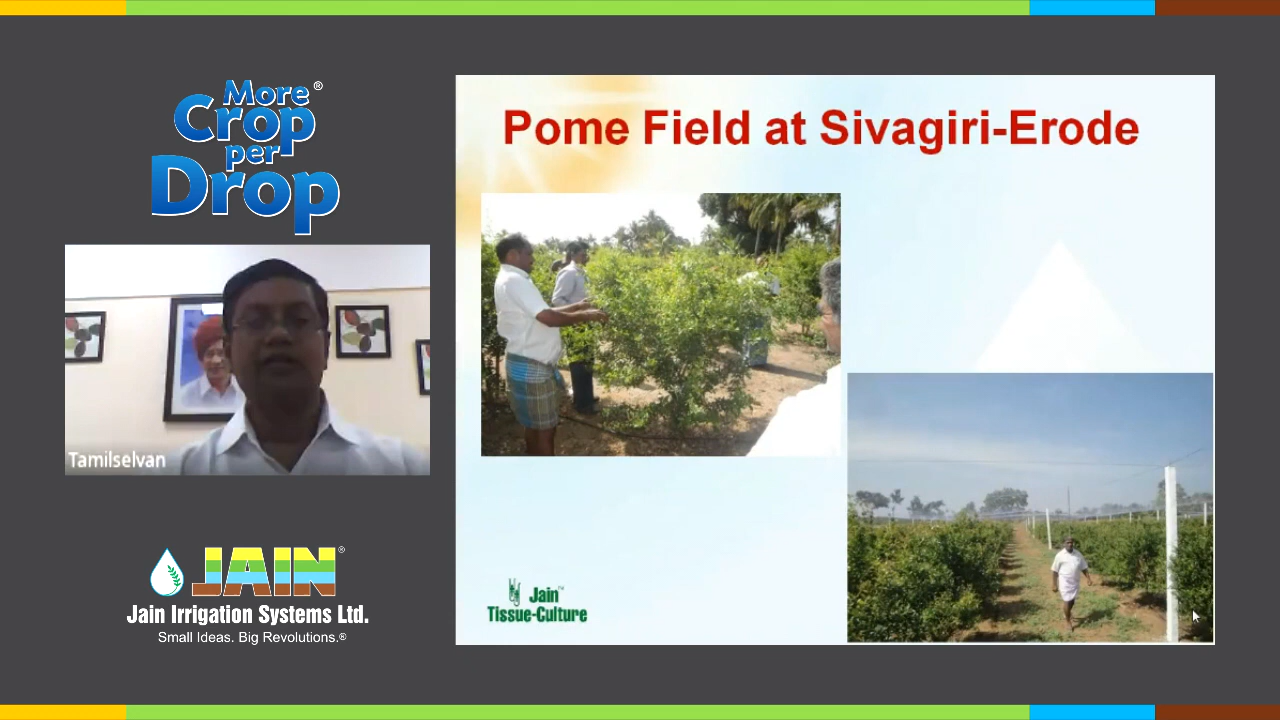 More®
Crop
per
Drop
Pome Field at Sivagiri-Erode
Tamilselvan
JAIN®
Jain Irrigation Systems Ltd.
Small Ideas. Big Revolutions.®
Jain™
Tissue-Culture